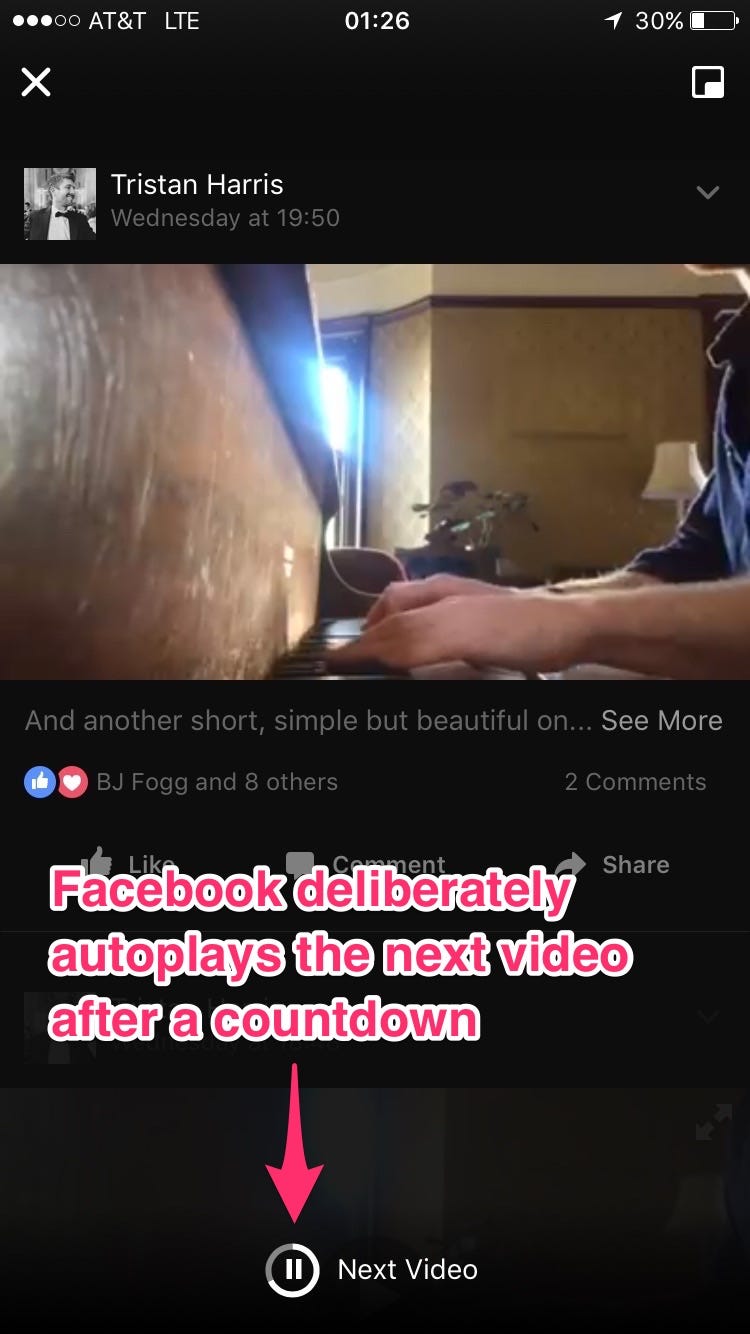 AT&T LTE 01:26 30%
Tristan Harris
Wednesday at 19:50
And another short, simple but beautiful on... See More
BJ Fogg and 8 others 2 Comments
Like Comment Share
Facebook deliberately
autoplays the next video
after a countdown
Next Video